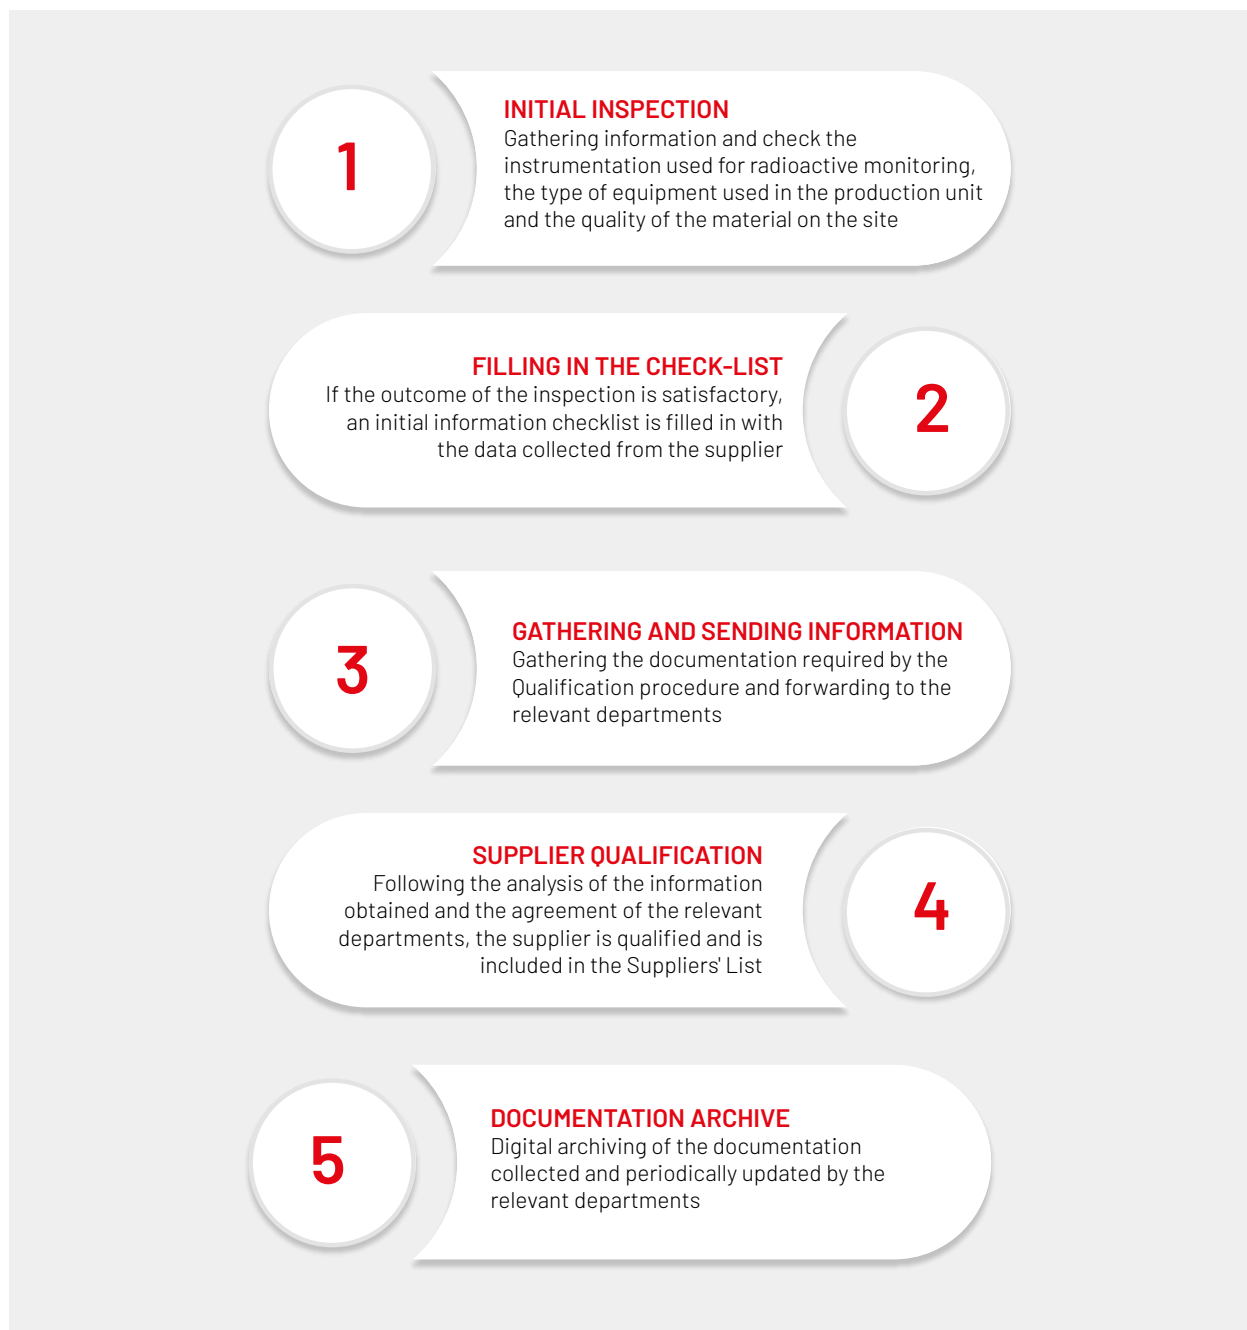 1
INITIAL INSPECTION
Gathering information and check the
instrumentation used for radioactive monitoring,
the type of equipment used in the production unit
and the quality of the material on the site
FILLING IN THE CHECK-LIST
If the outcome of the inspection is satisfactory,
an initial information checklist is filled in with
the data collected from the supplier
2
3
GATHERING AND SENDING INFORMATION
Gathering the documentation required by the
Qualification procedure and forwarding to the
relevant departments
SUPPLIER QUALIFICATION
Following the analysis of the information
obtained and the agreement of the relevant
departments, the supplier is qualified and is
included in the Suppliers' List
4
5
DOCUMENTATION ARCHIVE
Digital archiving of the documentation
collected and periodically updated by the
relevant departments